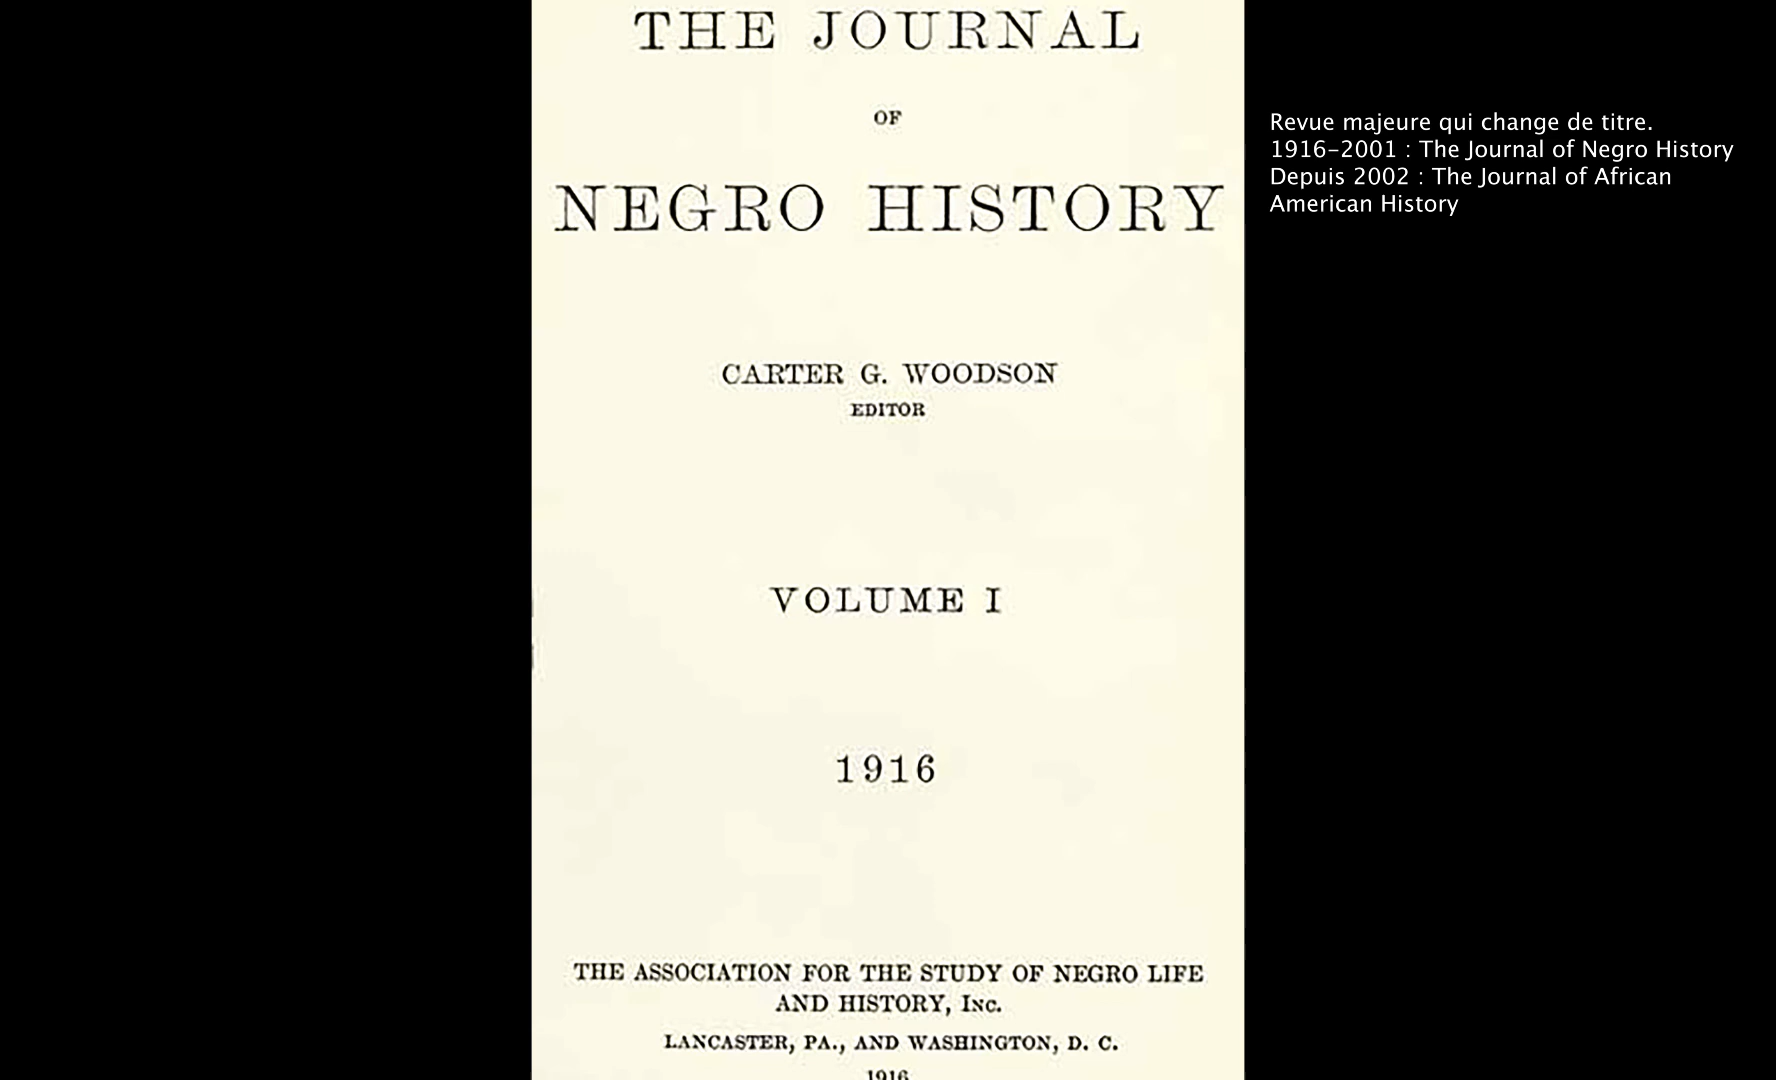 THE JOURNAL
OF
NEGRO HISTORY
CARTER G. WOODSON
EDITOR
VOLUME I
1916
THE ASSOCIATION FOR THE STUDY OF NEGRO LIFE
AND HISTORY, INC.
LANCASTER, PA., AND WASHINGTON, D. C.
1916
Revue majeure qui change de titre.
1916-2001 : The Journal of Negro History
Depuis 2002 : The Journal of African
American History